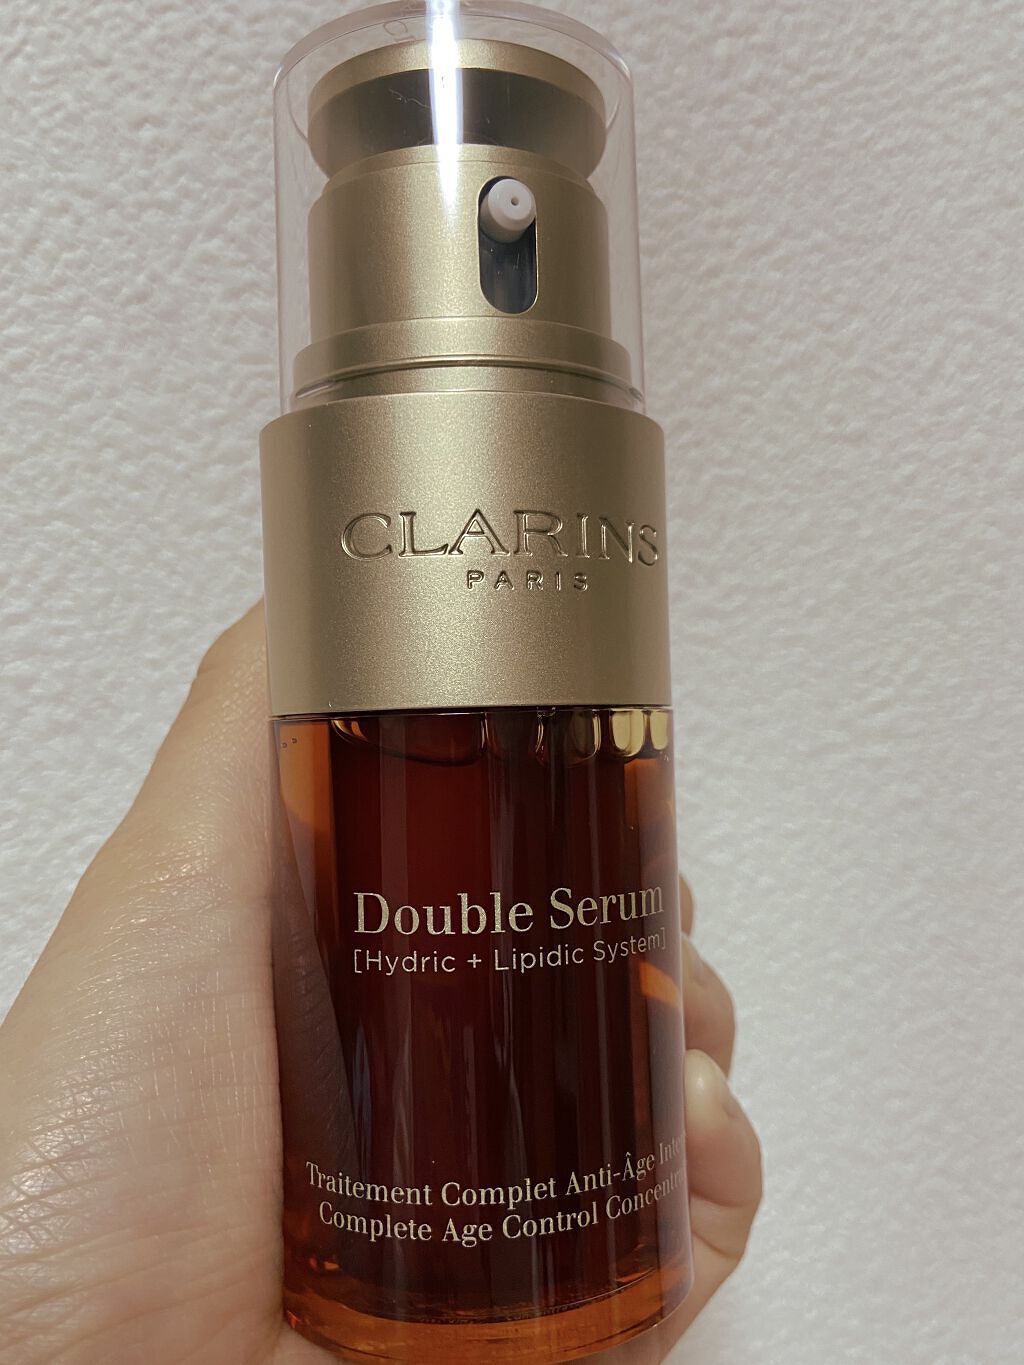 CLARINS
PARIS
Double Serum
[Hydric + Lipidic System]
Traitement Complet Anti-Âge
Complete Age Control